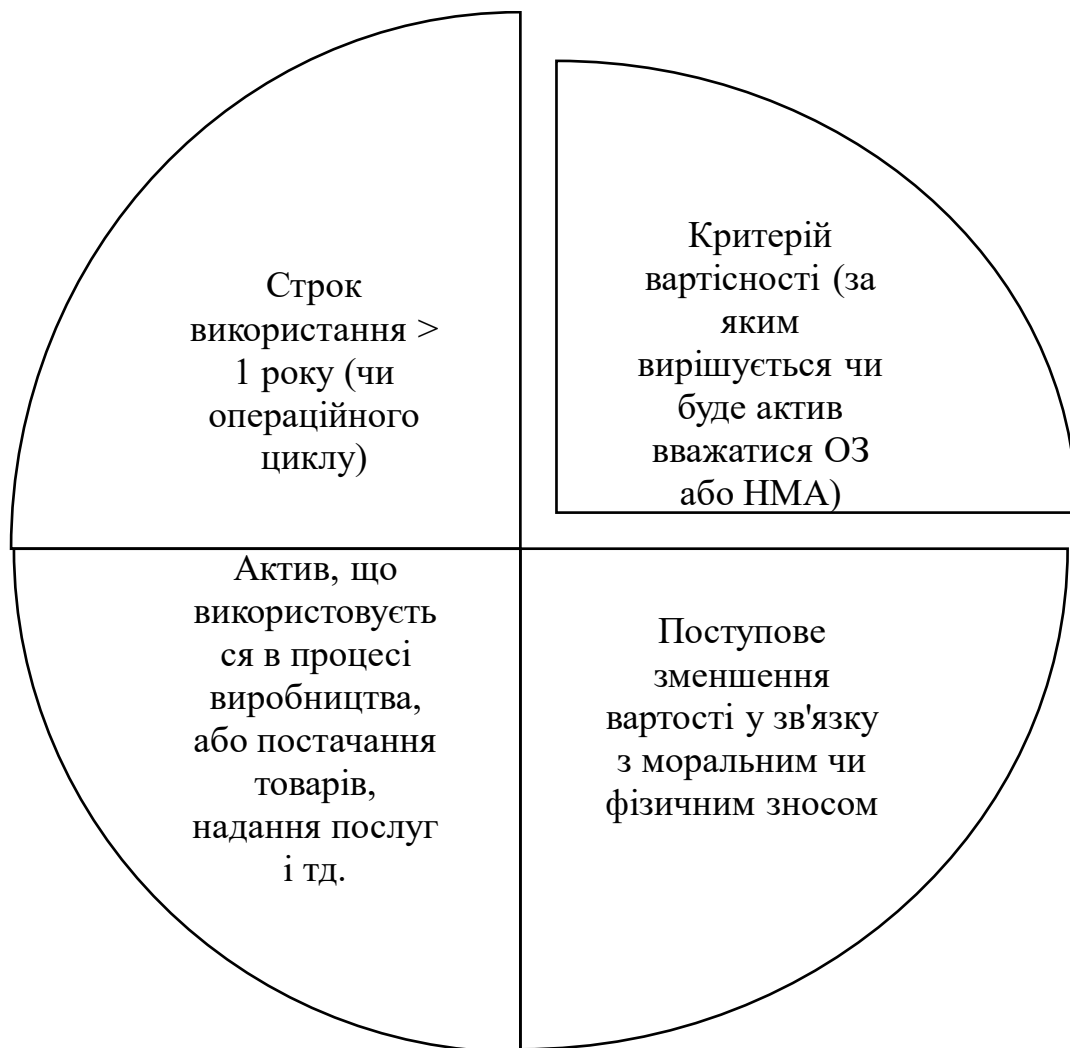 Строк
використання >
1 року (чи
операційного
циклу)
Критерій
вартісності (за
яким
вирішується чи
буде актив
вважатися ОЗ
або НМА)
Актив, що
використовуєть
ся в процесі
виробництва,
або постачання
товарів,
надання послуг
і тд.
Поступове
зменшення
вартості у зв'язку
з моральним чи
фізичним зносом